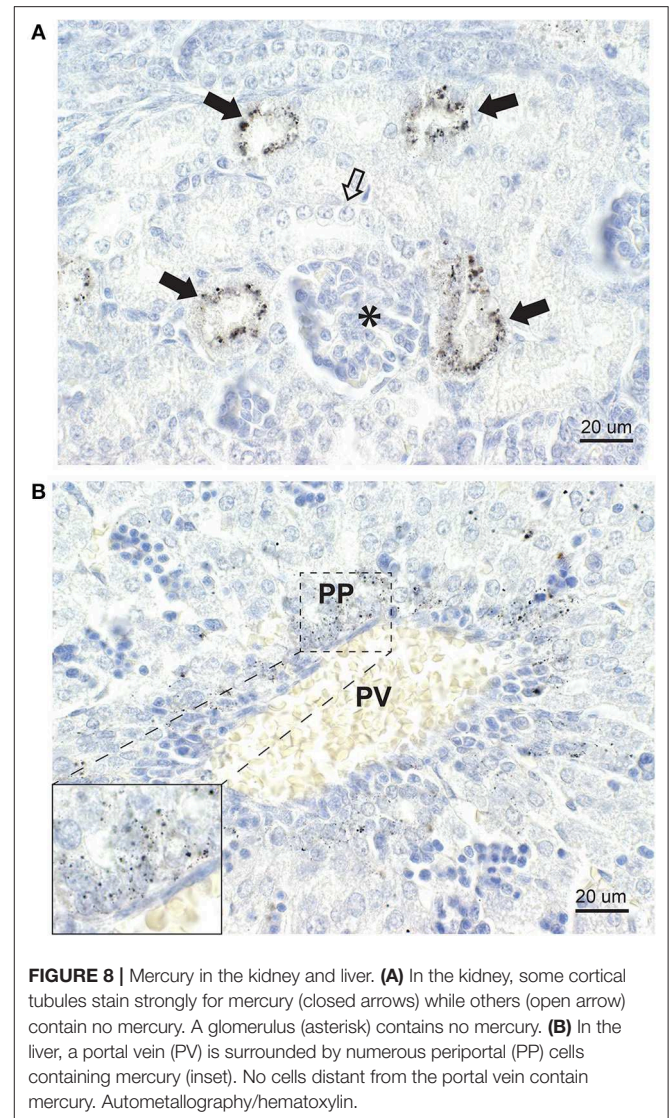 A
*
20 um
B
PP
PV
20 um
FIGURE 8 | Mercury in the kidney and liver. (A) In the kidney, some cortical
tubules stain strongly for mercury (closed arrows) while others (open arrow)
contain no mercury. A glomerulus (asterisk) contains no mercury. (B) In the
liver, a portal vein (PV) is surrounded by numerous periportal (PP) cells
containing mercury (inset). No cells distant from the portal vein contain
mercury. Autometallography/hematoxylin.